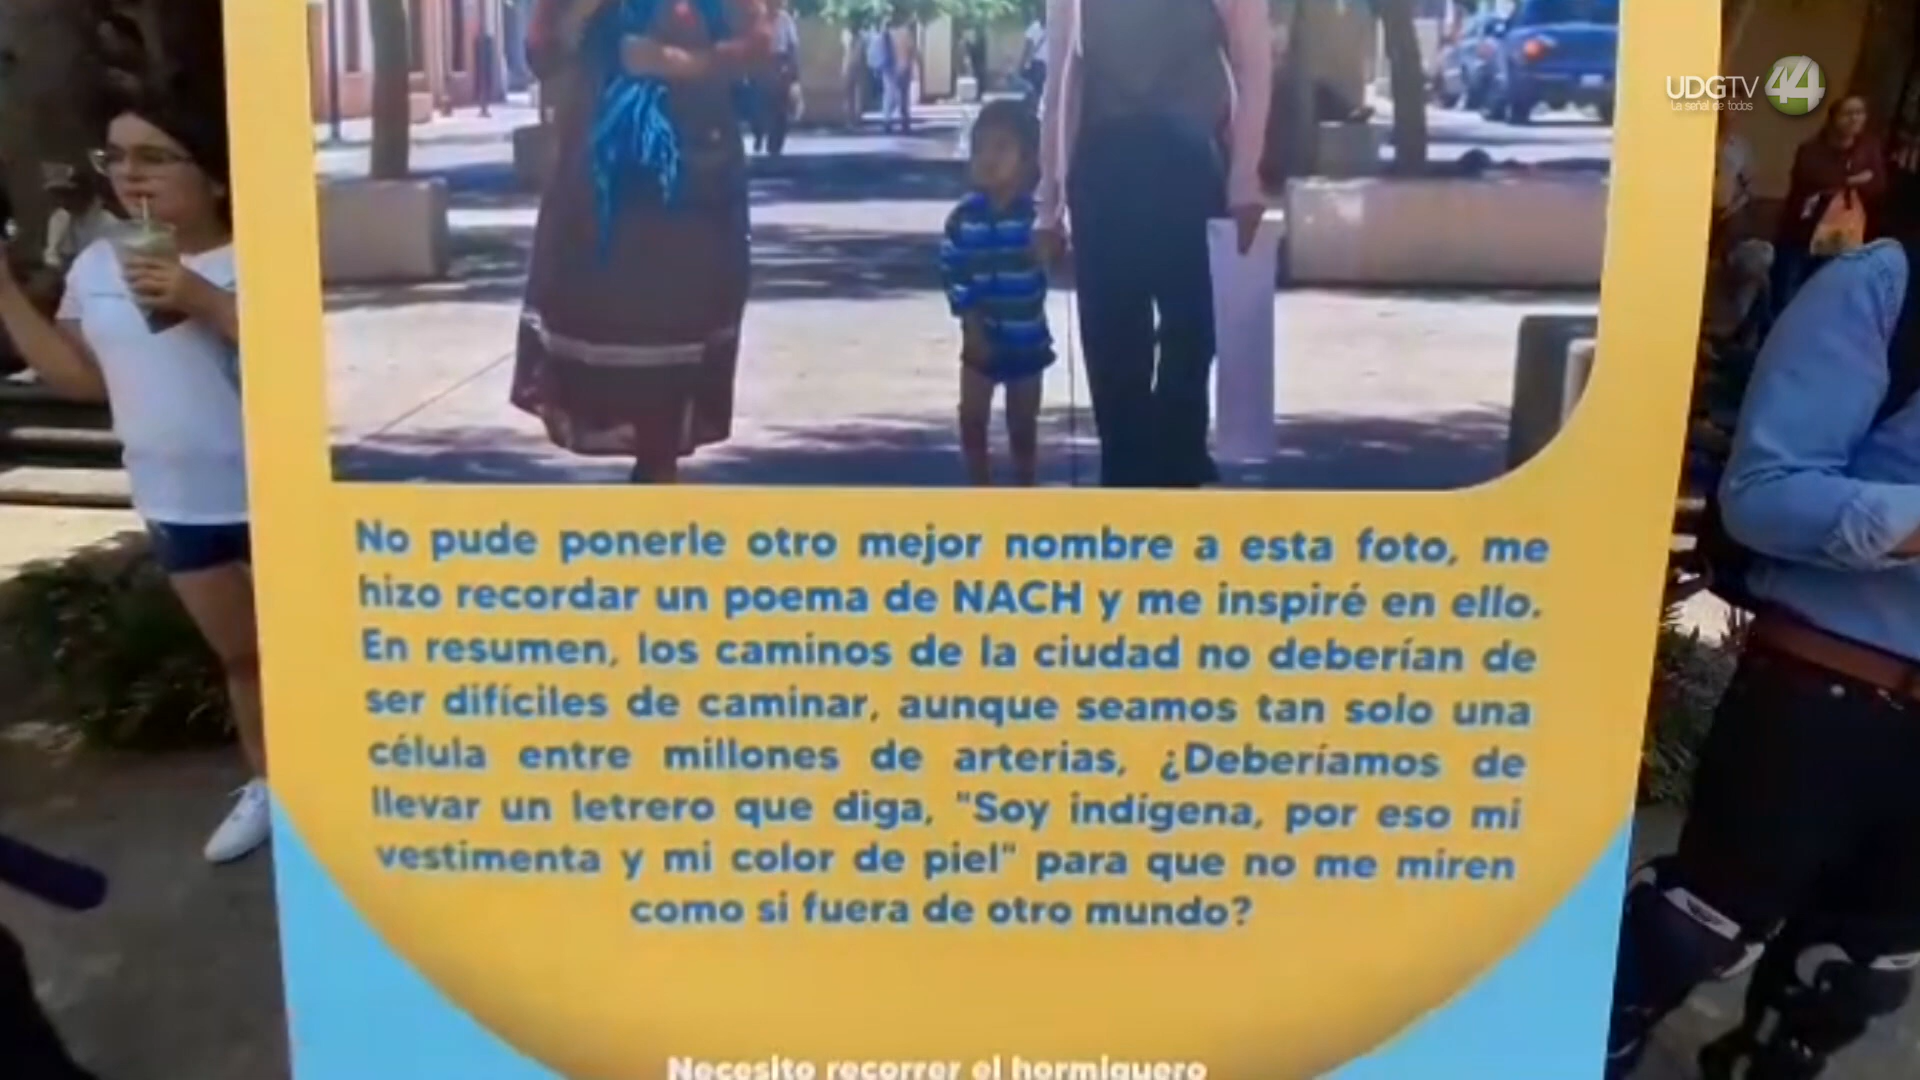 UDGTV 44
La señal de todos
No pude ponerle otro mejor nombre a esta foto, me
hizo recordar un poema de NACH y me inspiré en ello.
En resumen, los caminos de la ciudad no deberían de
ser difíciles de caminar, aunque seamos tan solo una
célula entre millones de arterias, ¿Deberíamos de
llevar un letrero que diga, "Soy indígena, por eso mi
vestimenta y mi color de piel" para que no me miren
como si fuera de otro mundo?
Necesito recorrer el hormiguero